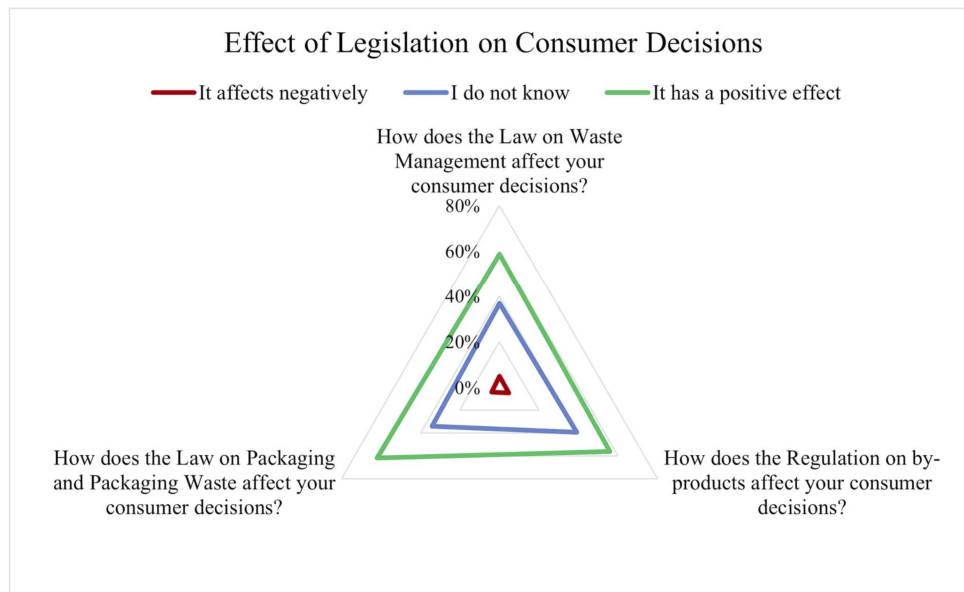 Effect of Legislation on Consumer Decisions
It affects negatively
I do not know
It has a positive effect
How does the Law on Waste
Management affect your
consumer decisions?
80%
60%
40%
20%
0%
How does the Law on Packaging
and Packaging Waste affect your
consumer decisions?
How does the Regulation on by-
products affect your consumer
decisions?